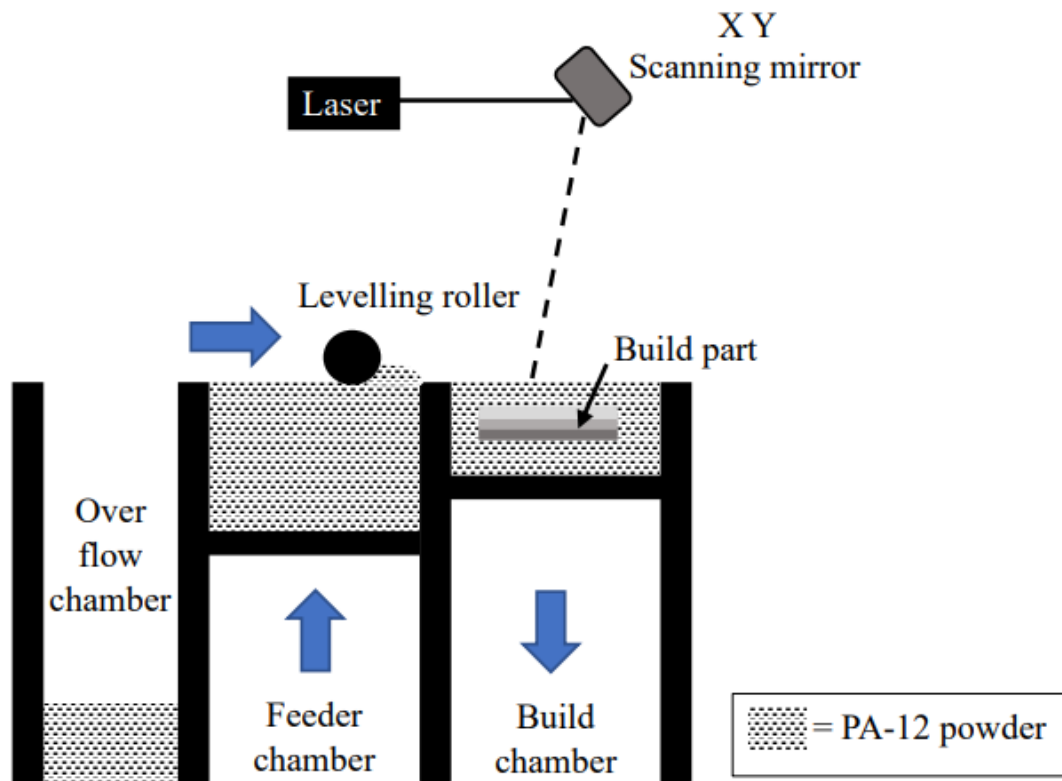 X Y
Scanning mirror
Laser
Levelling roller
Build part
Over
flow
chamber
Feeder
chamber
Build
chamber
= PA-12 powder